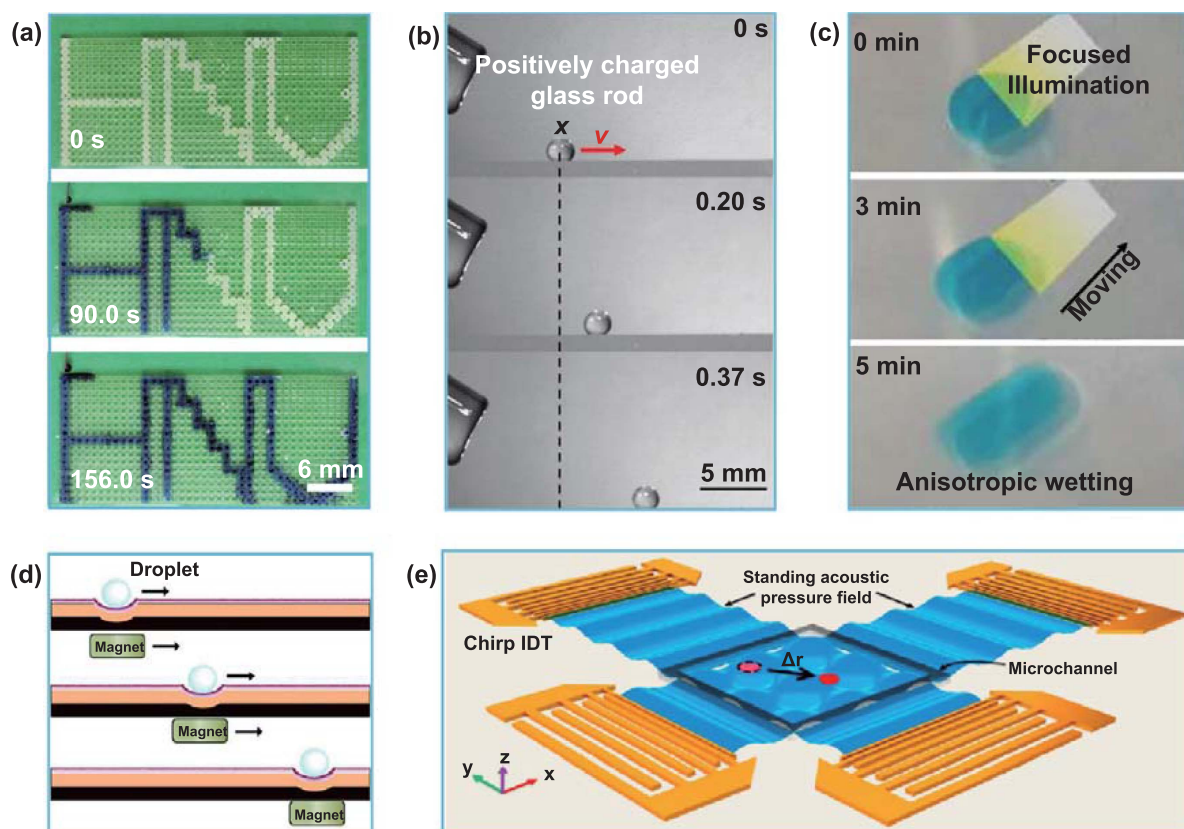 (a)
0 s
90.0 s
156.0 s
6 mm
(b)
0 s
Positively charged
glass rod
x
v
0.20 s
0.37 s
5 mm
(c)
0 min
Focused
Illumination
3 min
Moving
5 min
Anisotropic wetting
(d)
Droplet
Magnet
Magnet
Magnet
(e)
Standing acoustic
pressure field
Chirp IDT
Δr
Microchannel
z
y
x